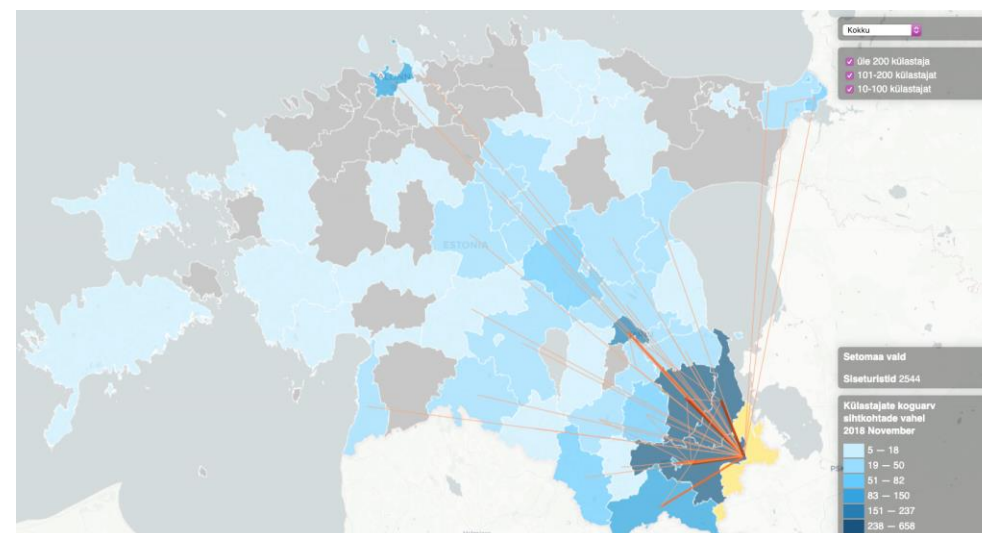 Kokku
üle 200 külastaja
101-200 külastajat
10-100 külastajat
ESTONIA
Setomaa vald
Siseturistid 2544
Külastajate koguarv
sihtkohtade vahel
2018 November
5 — 18
19 — 50
51 — 82
83 — 150
151 — 237
238 — 658